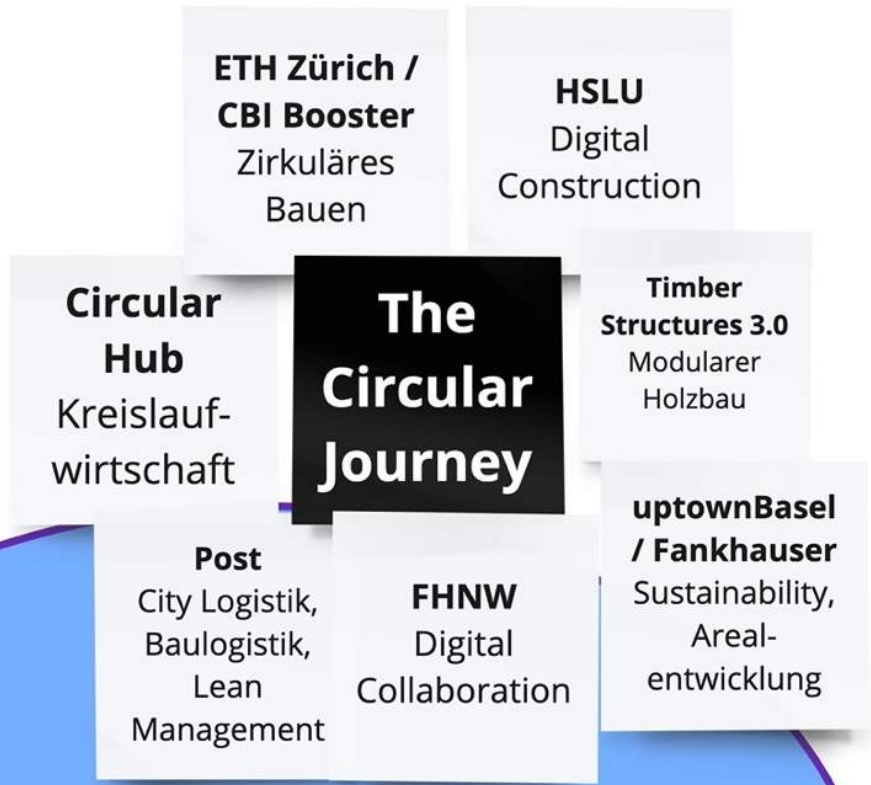 ETH Zürich /
CBI Booster
Zirkuläres
Bauen
HSLU
Digital
Construction
Circular
Hub
Kreislauf-
wirtschaft
The
Circular
Journey
Timber
Structures 3.0
Modularer
Holzbau
Post
City Logistik,
Baulogistik,
Lean
Management
FHNW
Digital
Collaboration
uptownBasel
/ Fankhauser
Sustainability,
Areal-
entwicklung